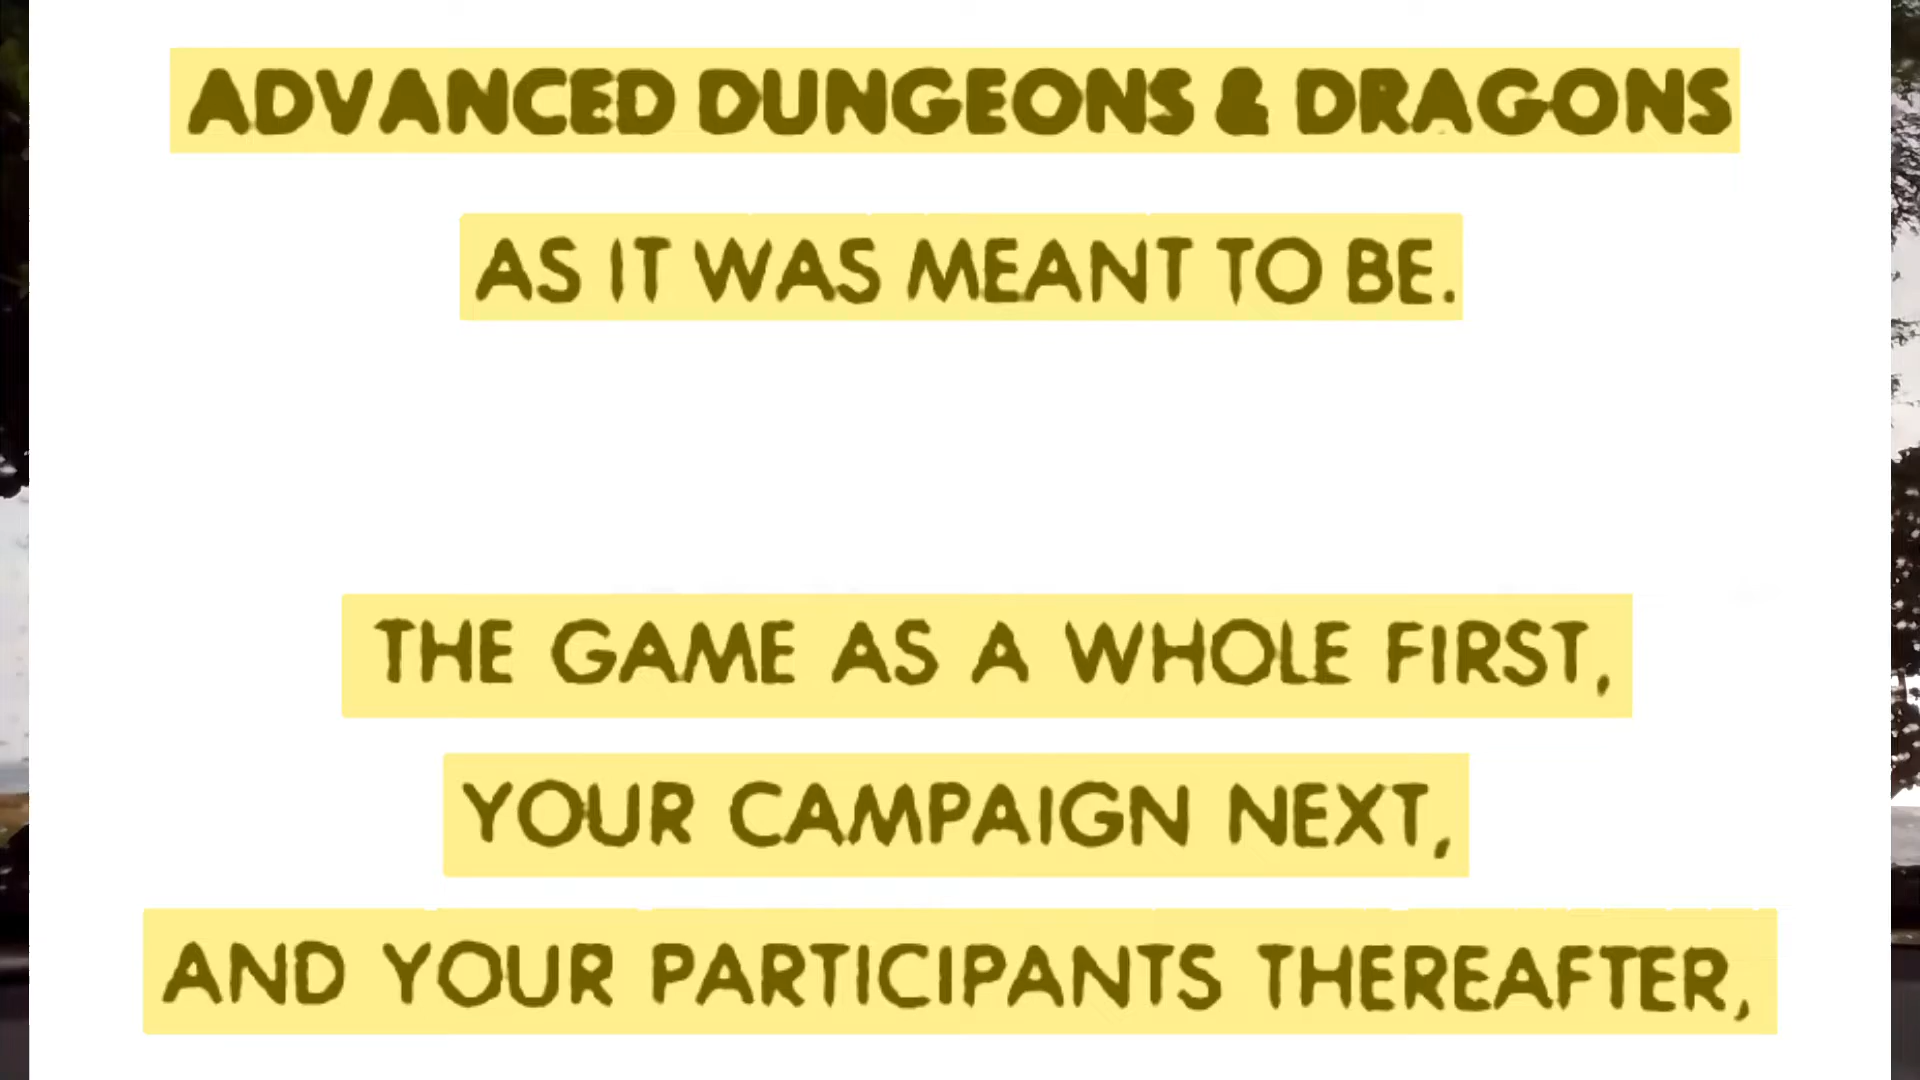 ADVANCED DUNGEONS & DRAGONS
AS IT WAS MEANT TO BE.
THE GAME AS A WHOLE FIRST,
YOUR CAMPAIGN NEXT,
AND YOUR PARTICIPANTS THEREAFTER,